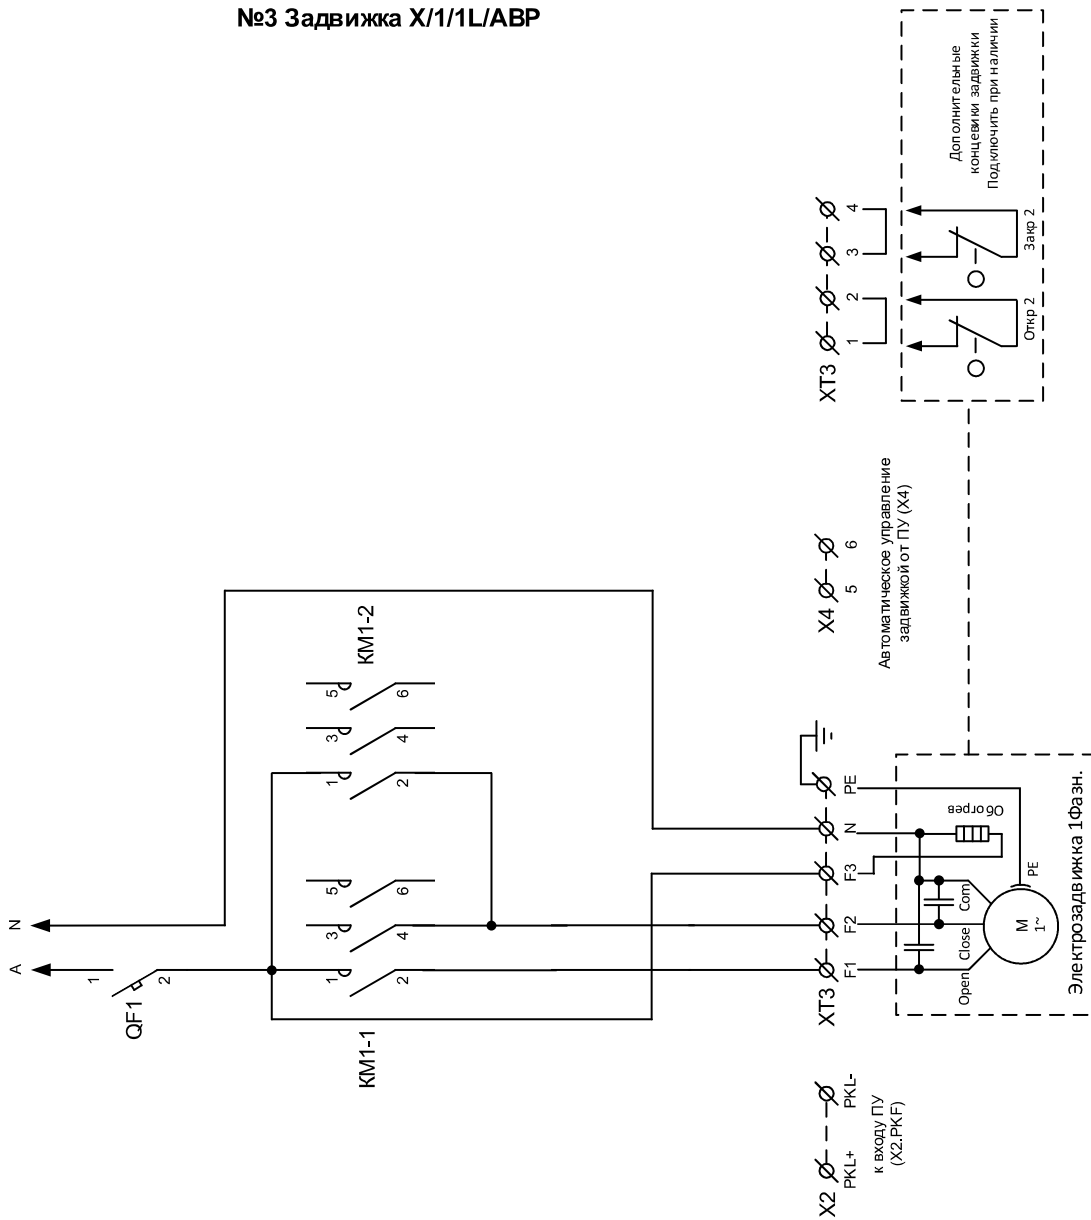 №3 Задвижка X/1/1L/АВР
N
A
1
2
QF1
КМ1-1
1
2
3
4
5
6
КМ1-2
1
2
3
4
5
6
X2
PKL+
PKL-
к входу ПУ
(X2.PKF)
XT3
F1
F2
F3
N
PE
X4
5
6
Автоматическое управление
задвижкой от ПУ (X4)
XT3
1
2
3
4
Электрозадвижка 1Фазн.
Open
Close
Com
М
1~
PE
Обогрев
Откр 2
Закр 2
Дополнительные
концевики задвижки
Подключить при наличии